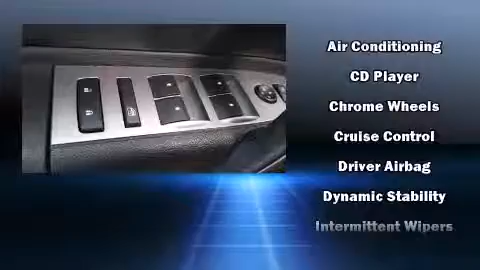 Air Conditioning
CD Player
Chrome Wheels
Cruise Control
Driver Airbag
Dynamic Stability
Intermittent Wipers